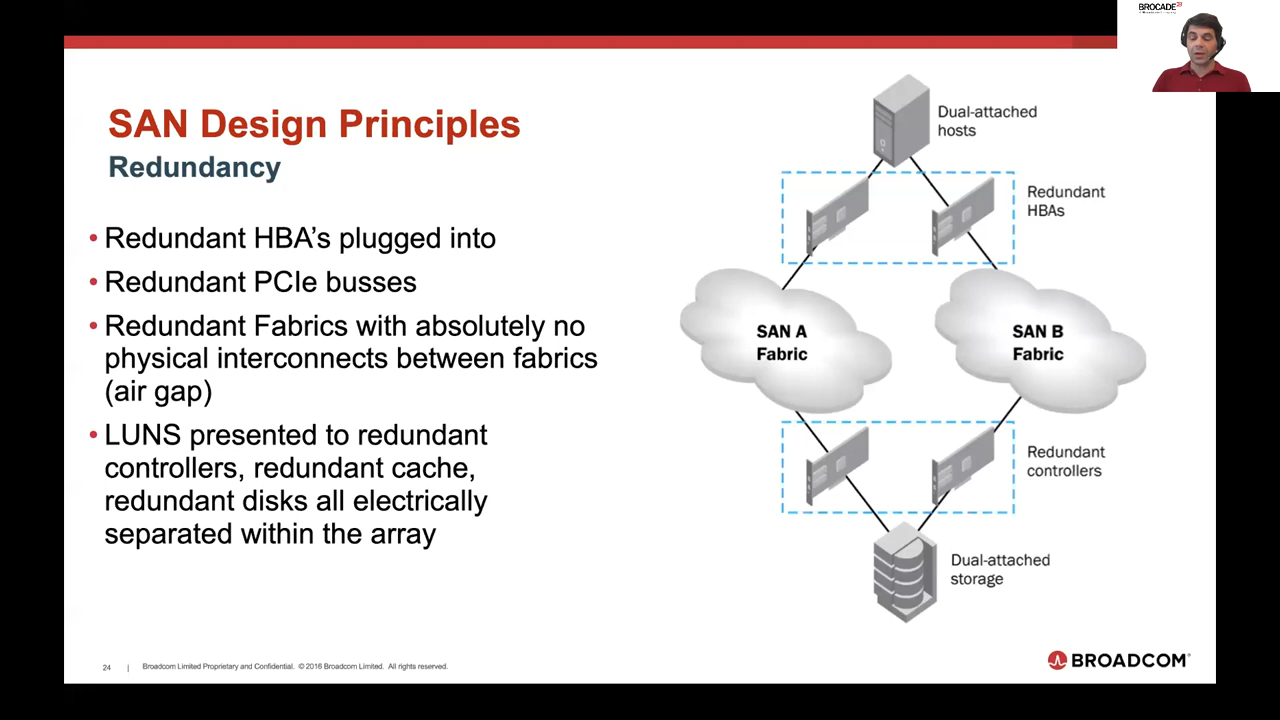 BROCADE
SAN Design Principles
Redundancy
• Redundant HBA’s plugged into
• Redundant PCIe busses
• Redundant Fabrics with absolutely no
physical interconnects between fabrics
(air gap)
• LUNS presented to redundant
controllers, redundant cache,
redundant disks all electrically
separated within the array
Dual-attached
hosts
Redundant
HBAs
SAN A
Fabric
SAN B
Fabric
Redundant
controllers
Dual-attached
storage
24 | Broadcom Limited Proprietary and Confidential. © 2016 Broadcom Limited. All rights reserved.
BROADCOM®